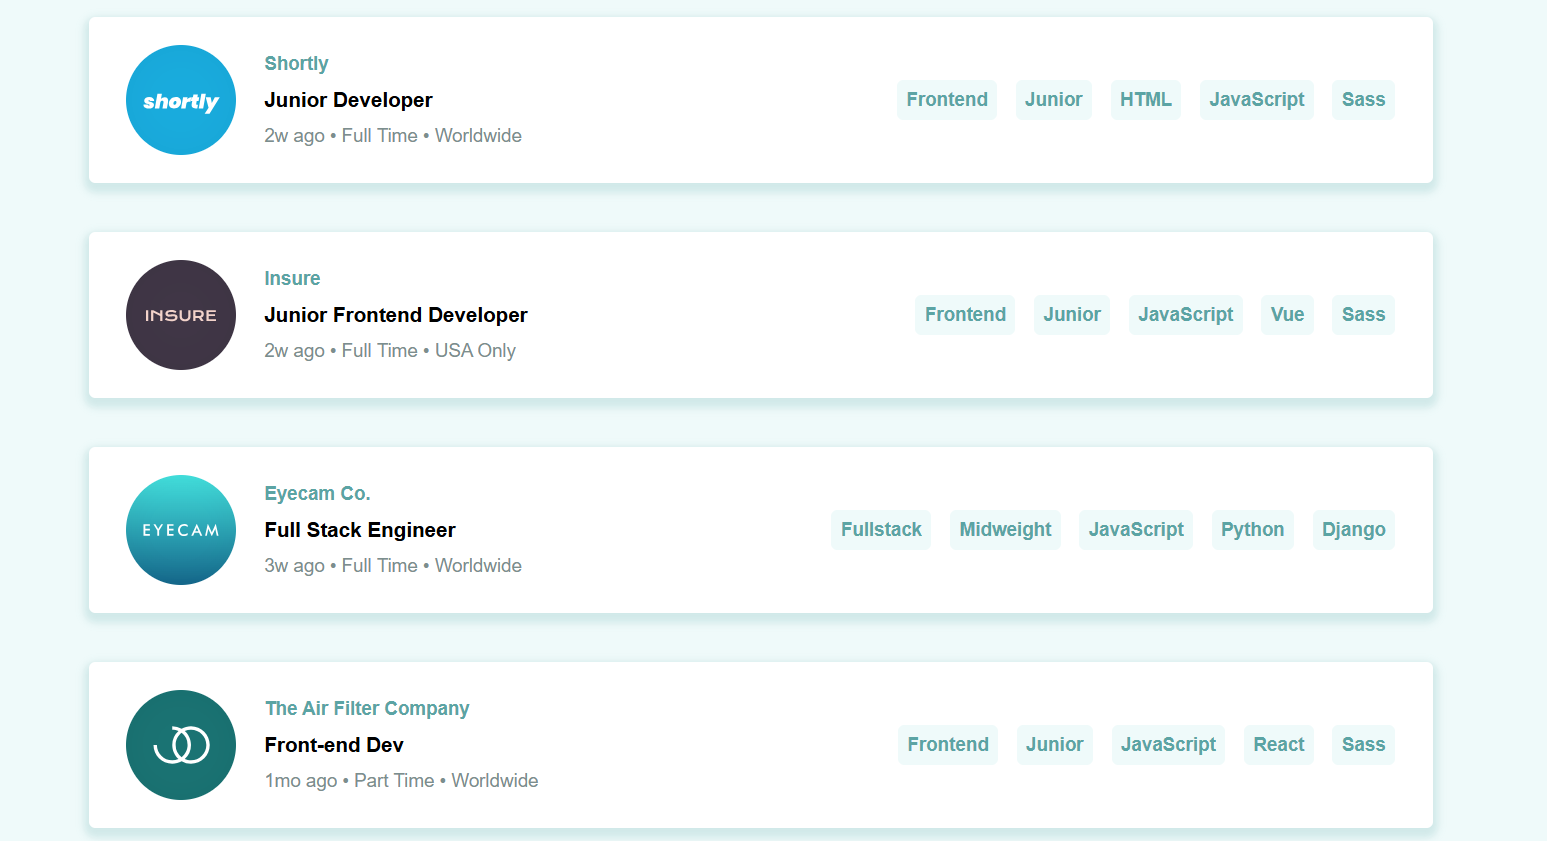 shortly
Shortly
Junior Developer
2w ago • Full Time • Worldwide
Frontend Junior HTML JavaScript Sass
INSURE
Insure
Junior Frontend Developer
2w ago • Full Time • USA Only
Frontend Junior JavaScript Vue Sass
EYECAM
Eyecam Co.
Full Stack Engineer
3w ago • Full Time • Worldwide
Fullstack Midweight JavaScript Python Django
The Air Filter Company
Front-end Dev
1mo ago • Part Time • Worldwide
Frontend Junior JavaScript React Sass